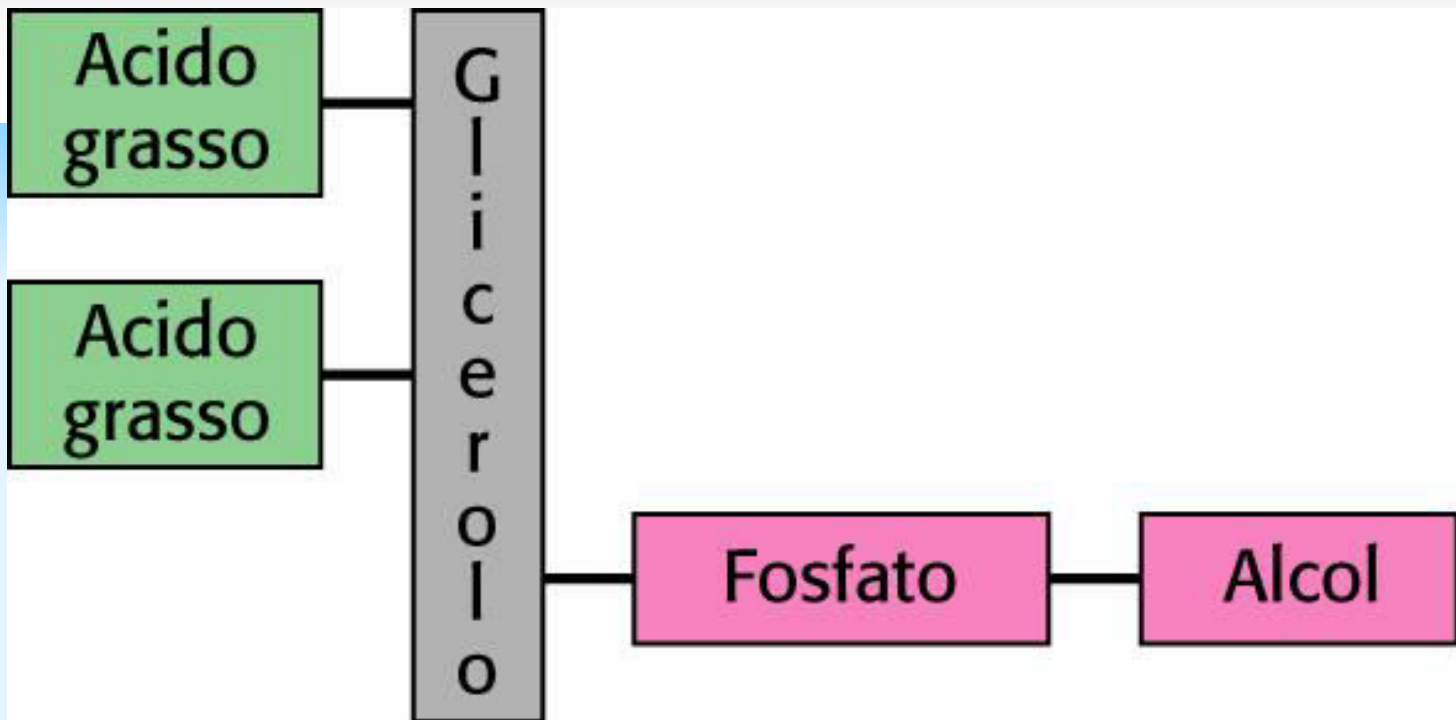 Acido
grasso
Acido
grasso
Glicerolo
Fosfato
Alcol